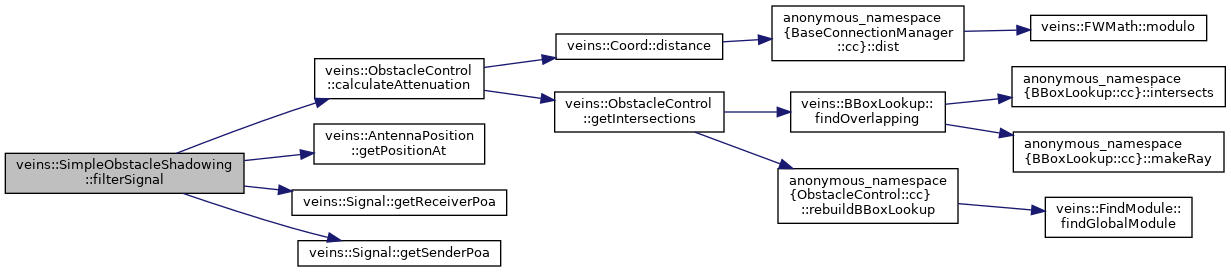 veins::SimpleObstacleShadowing
::filterSignal
veins::ObstacleControl
::calculateAttenuation
veins::AntennaPosition
::getPositionAt
veins::Signal::getReceiverPoa
veins::Signal::getSenderPoa
veins::Coord::distance
veins::ObstacleControl
::getIntersections
anonymous_namespace
{BaseConnectionManager
::cc}::dist
veins::BBoxLookup::
findOverlapping
anonymous_namespace
{ObstacleControl::cc}
::rebuildBBoxLookup
veins::FWMath::modulo
anonymous_namespace
{BBoxLookup::cc}::intersects
anonymous_namespace
{BBoxLookup::cc}::makeRay
veins::FindModule::
findGlobalModule